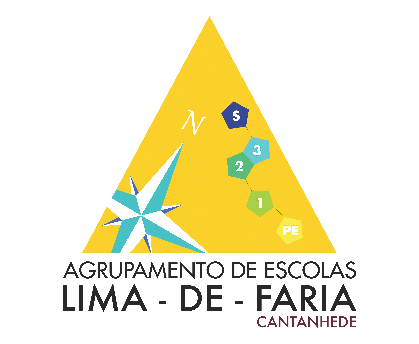 N
S
3
2
1
PE
AGRUPAMENTO DE ESCOLAS
LIMA - DE - FARIA
CANTANHEDE